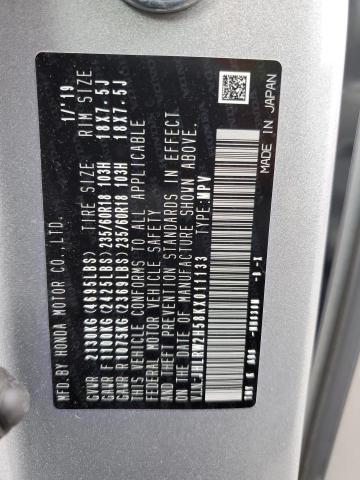 MFD. BY HONDA MOTOR CO., LTD. 1/'19
TIRE SIZE RIM SIZE
GVWR 2130KG(4695LBS)
GAWR F 1100KG(2425LBS) 235/60R18 103H 18X7.5J
GAWR R 1075KG(2369LBS) 235/60R18 103H 18X7.5J
THIS VEHICLE CONFORMS TO ALL APPLICABLE
FEDERAL MOTOR VEHICLE SAFETY
AND THEFT PREVENTION STANDARDS IN EFFECT
ON THE DATE OF MANUFACTURE SHOWN ABOVE.
V.I.N. TYPE: MPV
MADE IN JAPAN